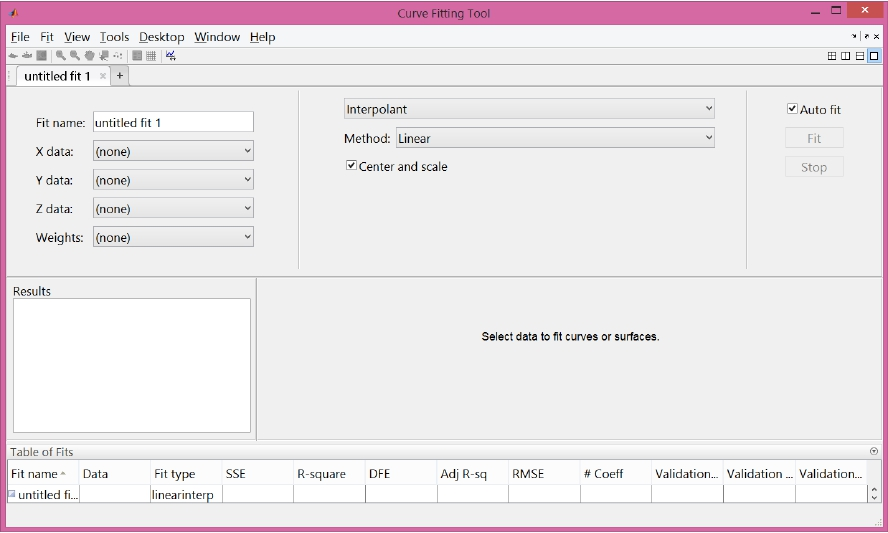 Curve Fitting Tool
File Fit View Tools Desktop Window Help
untitled fit 1
Fit name: untitled fit 1
X data: (none)
Y data: (none)
Z data: (none)
Weights: (none)
Interpolant
Method: Linear
Center and scale
Auto fit
Fit
Stop
Results
Select data to fit curves or surfaces.
Table of Fits
Fit name Data Fit type SSE R-square DFE Adj R-sq RMSE # Coeff Validation... Validation ... Validation...
untitled fi... linearinterp